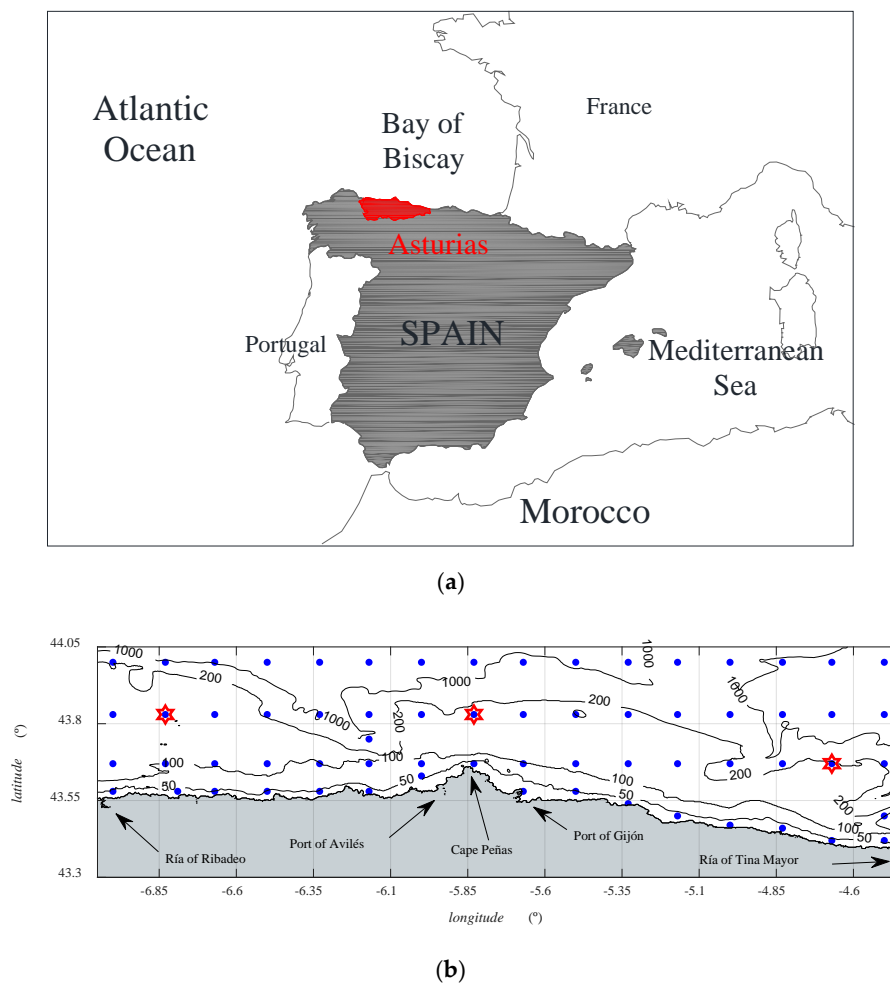 Atlantic
Ocean
Bay of
Biscay
France
Asturias
SPAIN
Portugal
Mediterranean
Sea
Morocco
(a)
44.05
43.8
43.55
43.3
latitude (º)
1000
200
1000
1000
200
200
1000
1000
100
50
100
50
100
50
200
200
100
50
Ría of Ribadeo
Port of Avilés
Cape Peñas
Port of Gijón
Ría of Tina Mayor
-6.85 -6.6 -6.35 -6.1 -5.85 -5.6 -5.35 -5.1 -4.85 -4.6
longitude (º)
(b)